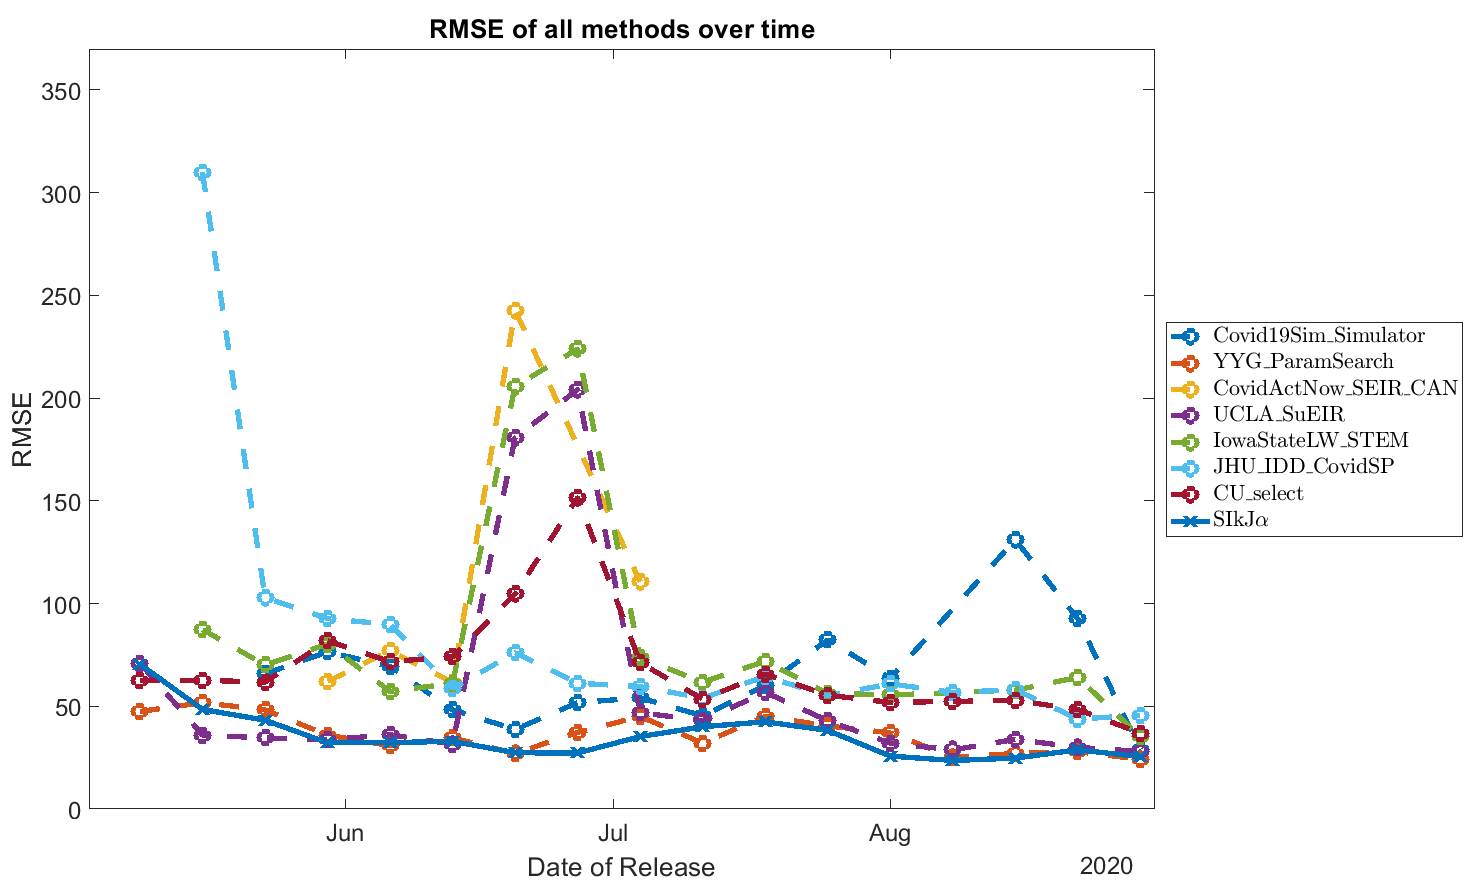 RMSE of all methods over time
350
300
250
200
150
100
50
0
RMSE
Jun
Jul
Aug
Date of Release
2020
Covid19Sim_Simulator
YYG_ParamSearch
CovidActNow_SEIR_CAN
UCLA_SuEIR
IowaStateLW_STEM
JHU_IDD_CovidSP
CU_select
SIkJα